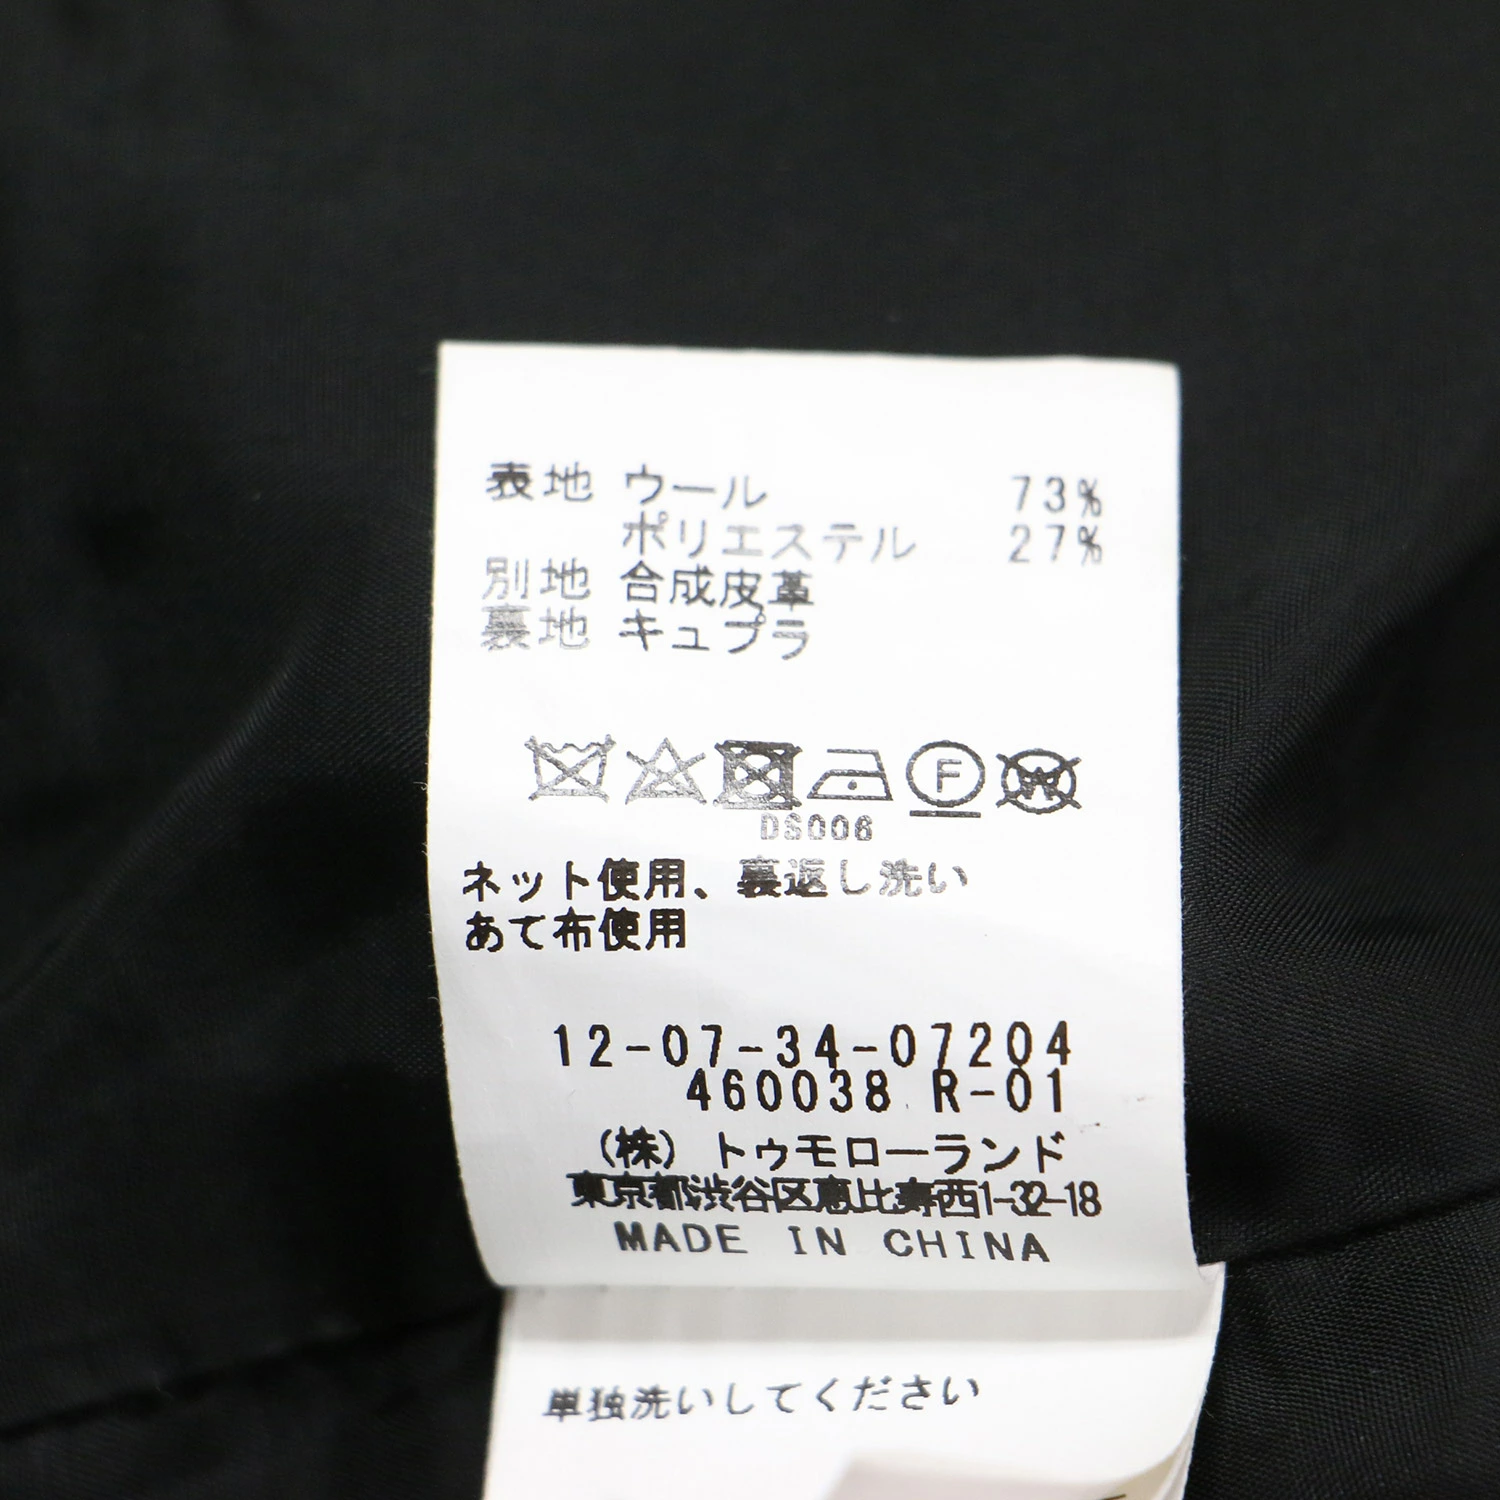 表地 ウール 73%
ポリエステル 27%
別地 合成皮革
裏地 キュプラ
F W
DS006
ネット使用、裏返し洗い
あて布使用
12-07-34-07204
460038 R-01
(株) トゥモローランド
東京都渋谷区恵比寿西1-32-18
MADE IN CHINA
単独洗いしてください